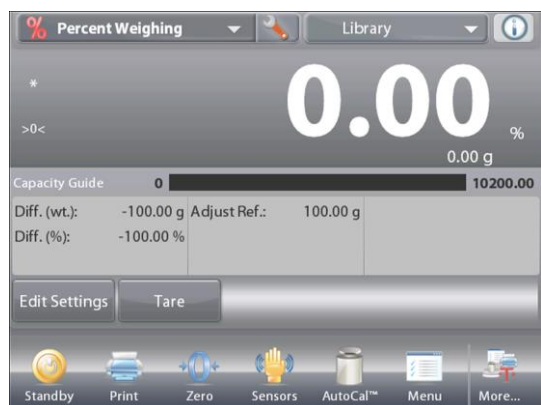 % Percent Weighing Library
*
>0<
0.00 %
0.00 g
Capacity Guide 0 10200.00
Diff. (wt.): -100.00 g Adjust Ref.: 100.00 g
Diff. (%): -100.00 %
Edit Settings Tare
Standby Print Zero Sensors AutoCal™ Menu More...